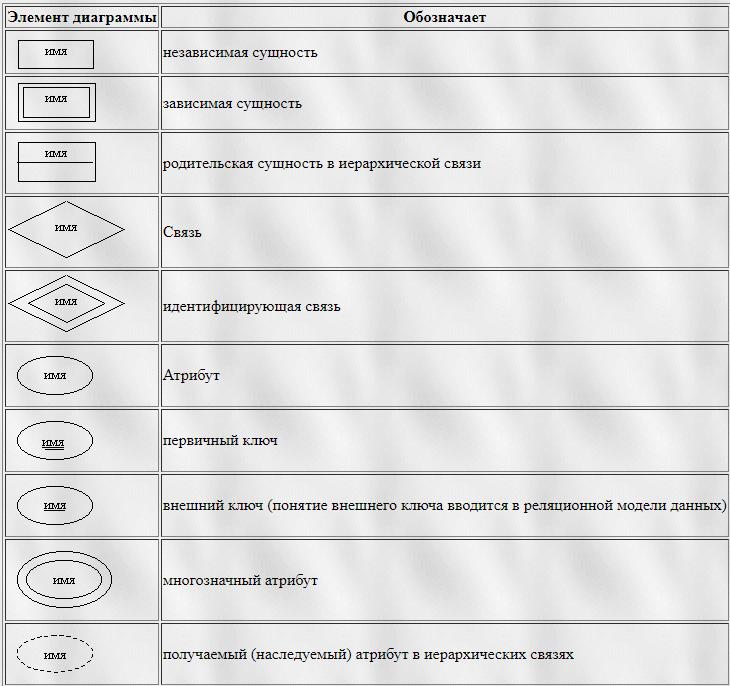 Элемент диаграммы Обозначает
имя независимая сущность
имя зависимая сущность
имя
родительская сущность в иерархической связи
имя Связь
имя идентифицирующая связь
имя Атрибут
имя первичный ключ
имя внешний ключ (понятие внешнего ключа вводится в реляционной модели данных)
имя многозначный атрибут
имя получаемый (наследуемый) атрибут в иерархических связях